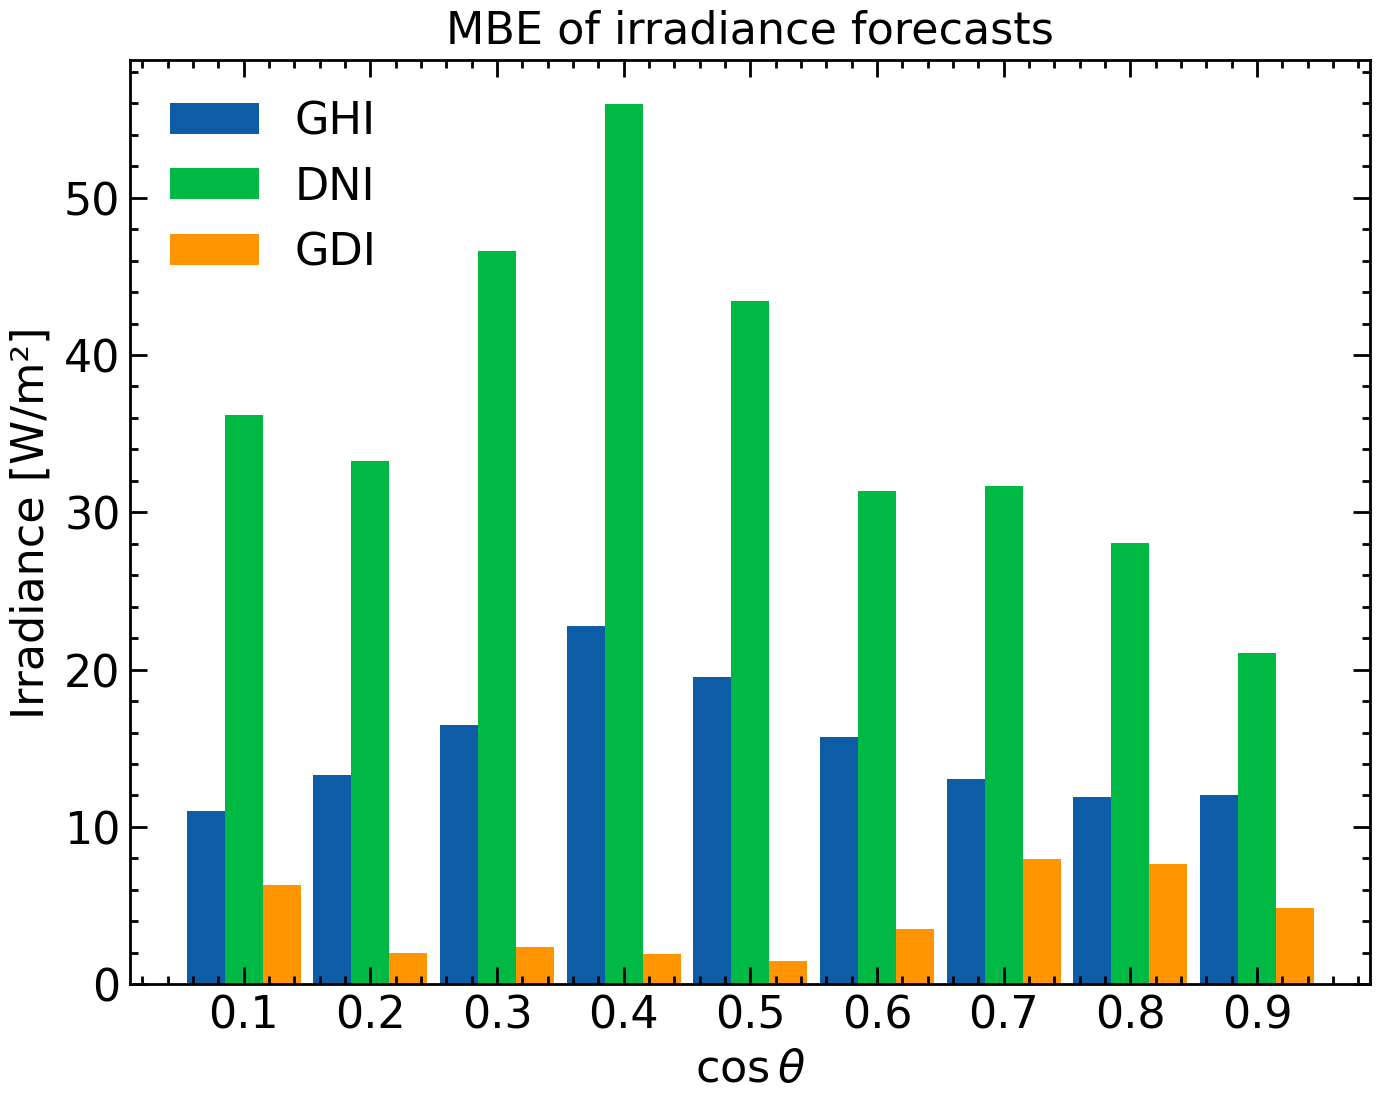 MBE of irradiance forecasts
GHI
DNI
GDI
Irradiance [W/m²]
50
40
30
20
10
0
0.1 0.2 0.3 0.4 0.5 0.6 0.7 0.8 0.9
cos θ